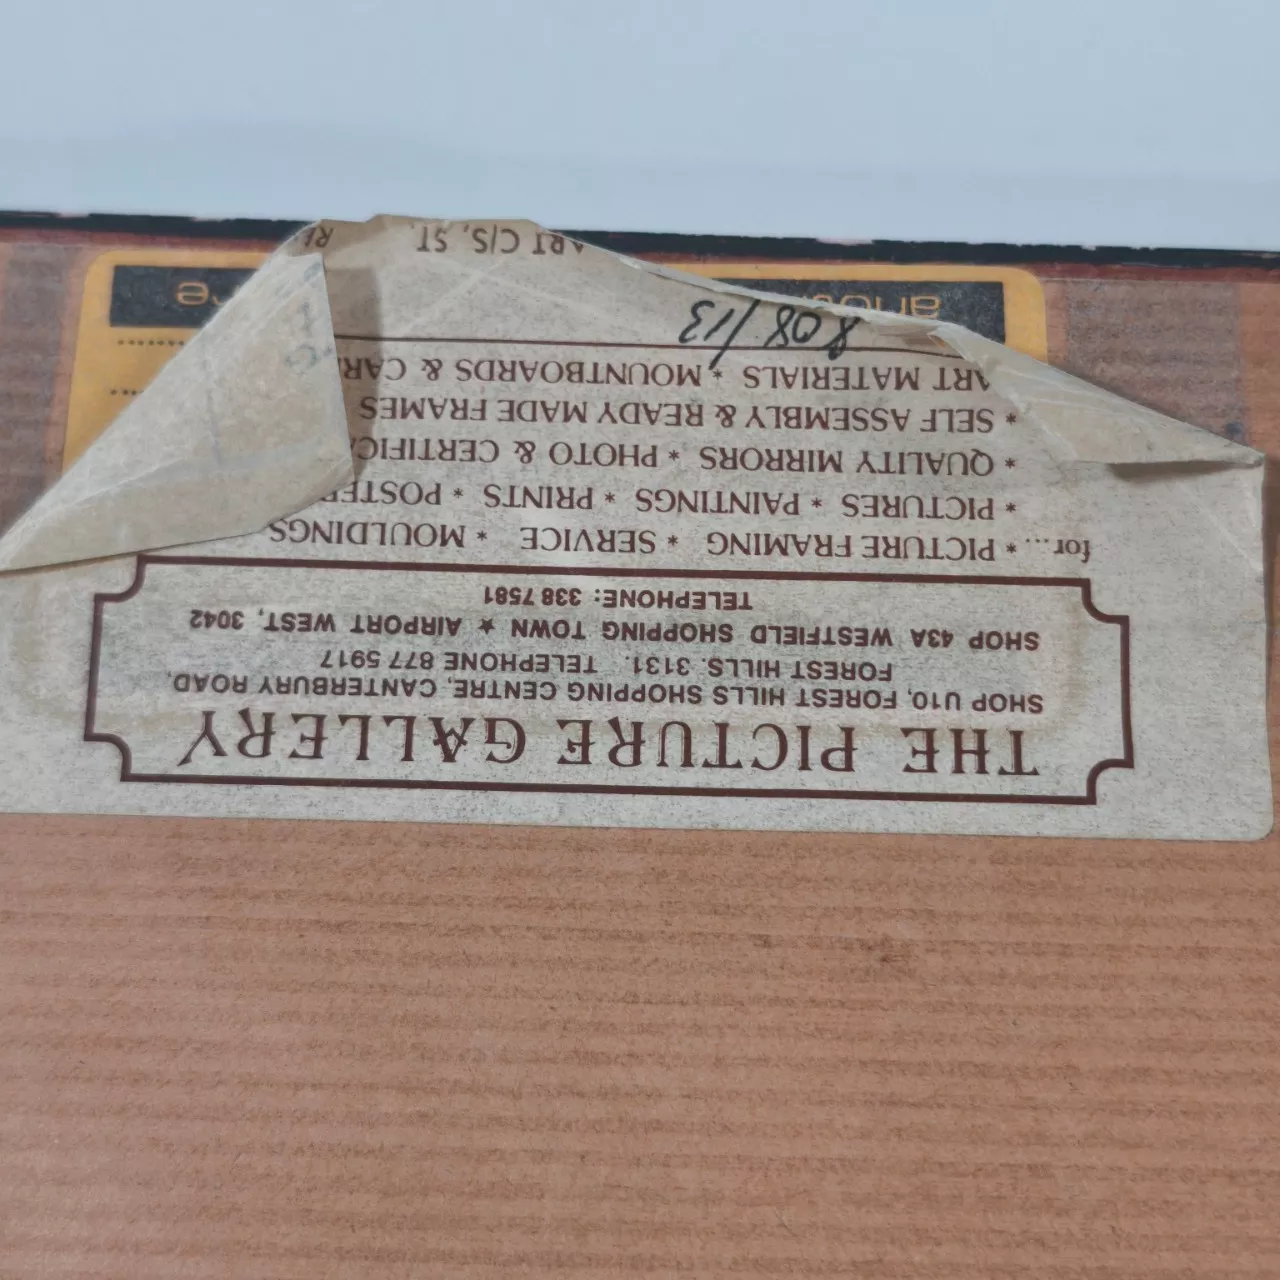 THE PICTURE GALLERY
SHOP U10, FOREST HILLS SHOPPING, CENTRE, CANTERBURY ROAD,
FOREST HILLS. 3131. TELEPHONE 877 5917
SHOP 43A WESTFIELD SHOPPING TOWN ★ AIRPORT WEST, 3042
TELEPHONE: 338 7581
for... * PICTURE FRAMING * SERVICE * MOULDINGS
* PICTURES * PAINTINGS * PRINTS * POSTER
* QUALITY MIRRORS * PHOTO & CERTIFIC
* SELF ASSEMBLY & READY MADE FRAMES
ART MATERIALS * MOUNTBOARDS & CAR
808/13
ART C/S, ST.